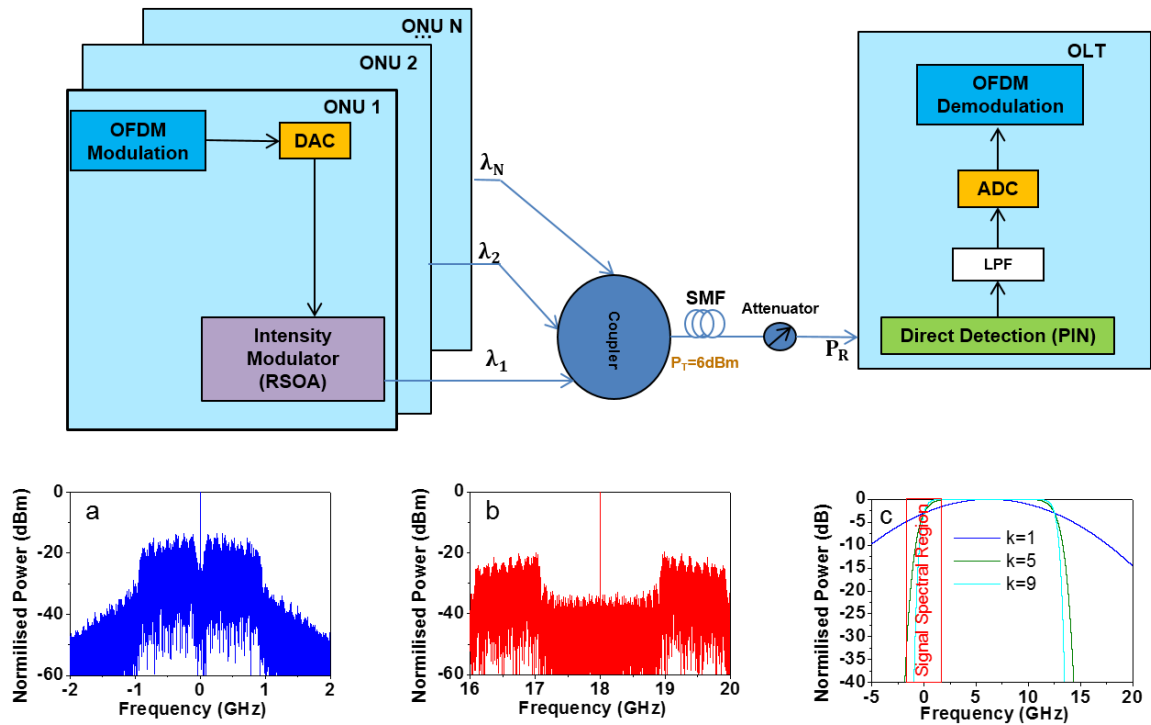 ONU N
...
ONU 2
ONU 1
OFDM
Modulation
DAC
Intensity
Modulator
(RSOA)
λN
λ2
λ1
Coupler
SMF
PT=6dBm
Attenuator
PR
OLT
OFDM
Demodulation
ADC
LPF
Direct Detection (PIN)
a
Normilised Power (dBm)
0
-20
-40
-60
-2 -1 0 1 2
Frequency (GHz)
b
Normilised Power (dBm)
0
-20
-40
-60
16 17 18 19 20
Frequency (GHz)
c
Normilised Power (dB)
0
-5
-10
-15
-20
-25
-30
-35
-40
Signal Spectral Region
k=1
k=5
k=9
-5 0 5 10 15 20
Frequency (GHz)